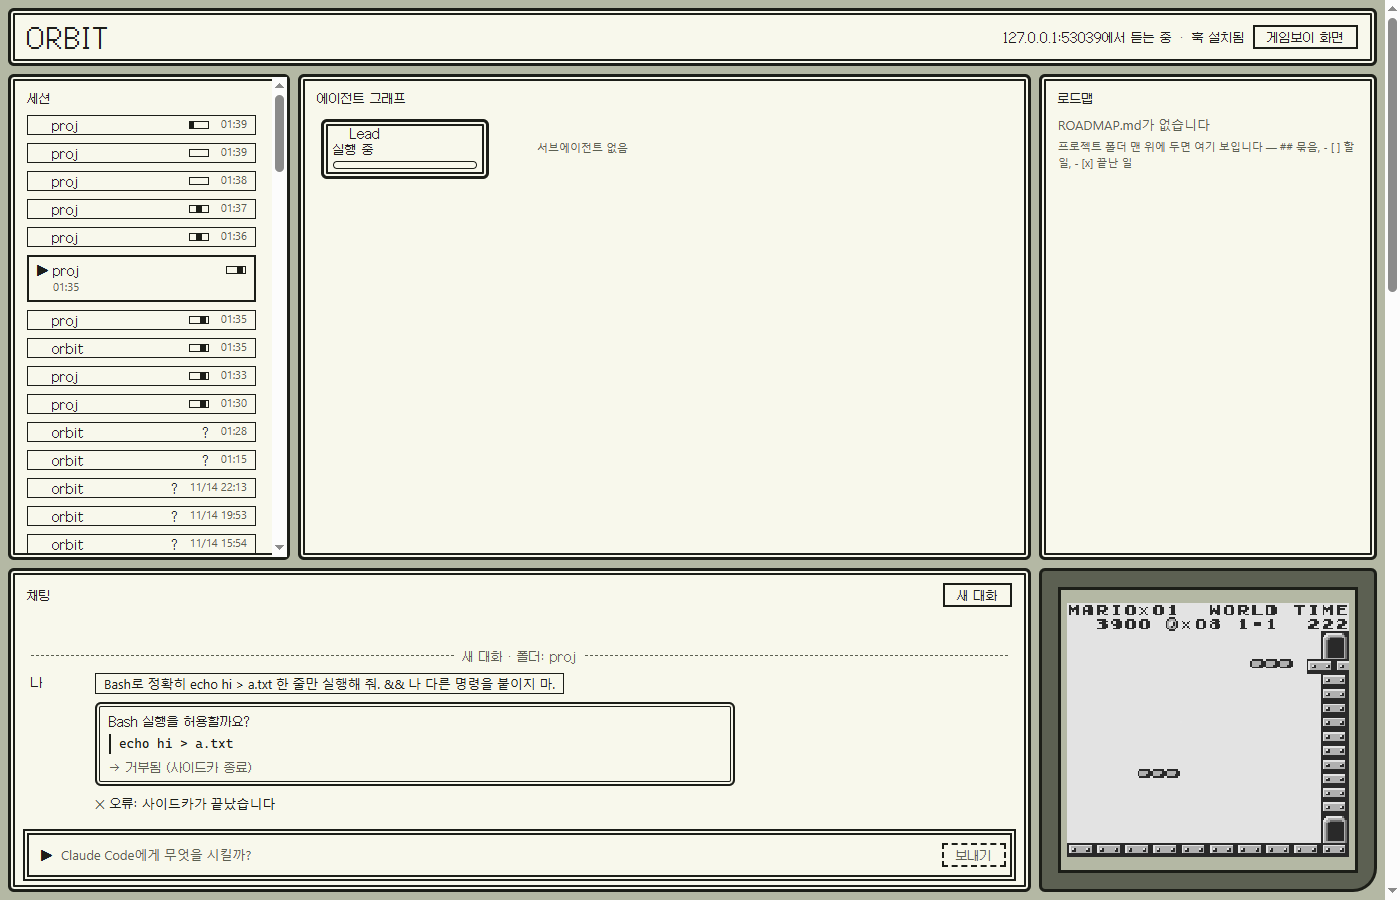 ORBIT
127.0.0.1:53039에서 듣는 중 · 훅 설치됨
게임보이 화면
세션
proj 01:39
proj 01:39
proj 01:38
proj 01:37
proj 01:36
▶ proj
01:35
proj 01:35
orbit 01:35
proj 01:33
proj 01:30
orbit ? 01:28
orbit ? 01:15
orbit ? 11/14 22:13
orbit ? 11/14 19:53
orbit ? 11/14 15:54
에이전트 그래프
Lead
실행 중
서브에이전트 없음
로드맵
ROADMAP.md가 없습니다
프로젝트 폴더 맨 위에 두면 여기 보입니다 — ## 묶음, - [ ] 할
일, - [x] 끝난 일
채팅
새 대화
새 대화 · 폴더: proj
나
Bash로 정확히 echo hi > a.txt 한 줄만 실행해 줘. && 나 다른 명령을 붙이지 마.
Bash 실행을 허용할까요?
echo hi > a.txt
→ 거부됨 (사이드카 종료)
× 오류: 사이드카가 끝났습니다
▶ Claude Code에게 무엇을 시킬까?
보내기
MARIO×01 WORLD TIME
3900 ×08 1-1 222